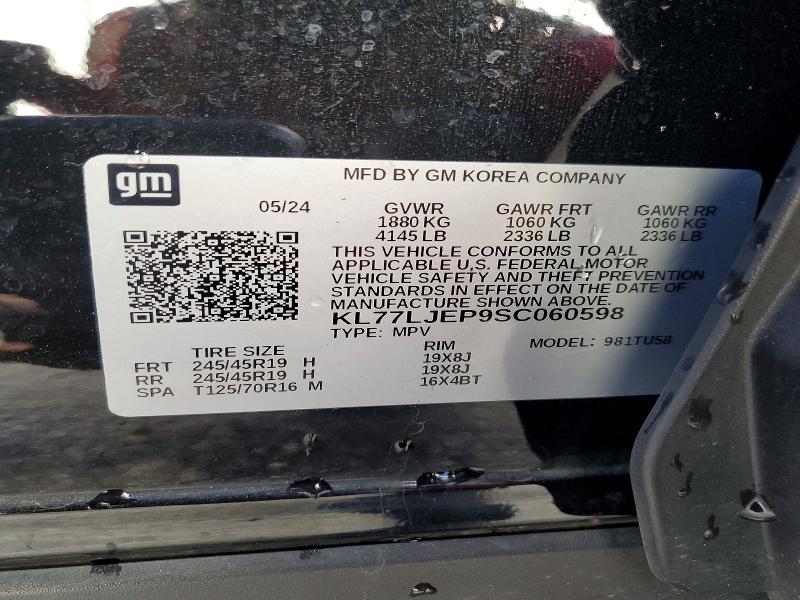 gm
MFD BY GM KOREA COMPANY
05/24 GVWR GAWR FRT GAWR RR
1880 KG 1060 KG 1060 KG
4145 LB 2336 LB 2336 LB
THIS VEHICLE CONFORMS TO ALL
APPLICABLE U.S. FEDERAL MOTOR
VEHICLE SAFETY AND THEFT PREVENTION
STANDARDS IN EFFECT ON THE DATE OF
MANUFACTURE SHOWN ABOVE.
KL77LJEP9SC060598
TYPE: MPV MODEL: 981TU58
TIRE SIZE RIM
FRT 245/45R19 H 19X8J
RR 245/45R19 H 19X8J
SPA T125/70R16 M 16X4BT